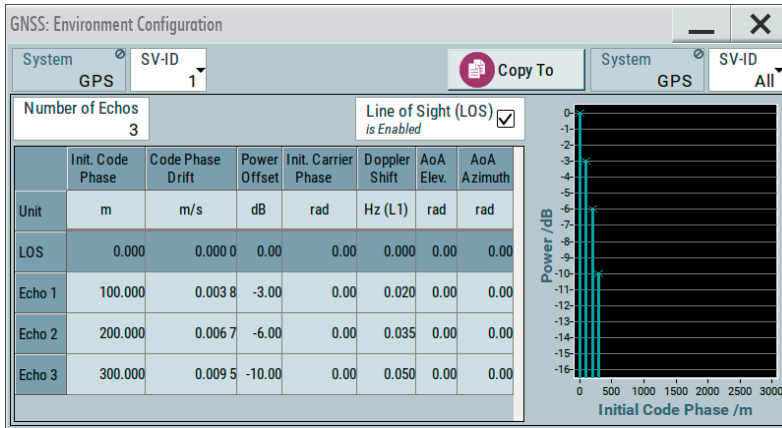 GNSS: Environment Configuration
System
GPS
SV-ID
1
Copy To
System
GPS
SV-ID
All
Number of Echos
3
Line of Sight (LOS)
is Enabled
Init. Code Phase Code Phase Drift Power Offset Init. Carrier Phase Doppler Shift AoA Elev. AoA Azimuth
Unit m m/s dB rad Hz (L1) rad rad
LOS 0.000 0.000 0 0.00 0.00 0.000 0.00 0.00
Echo 1 100.000 0.003 8 -3.00 0.00 0.020 0.00 0.00
Echo 2 200.000 0.006 7 -6.00 0.00 0.035 0.00 0.00
Echo 3 300.000 0.009 5 -10.00 0.00 0.050 0.00 0.00
Power /dB
0
-1
-2
-3
-4
-5
-6
-7
-8
-9
-10
-11
-12
-13
-14
-15
-16
0 500 1000 1500 2000 2500 3000
Initial Code Phase /m